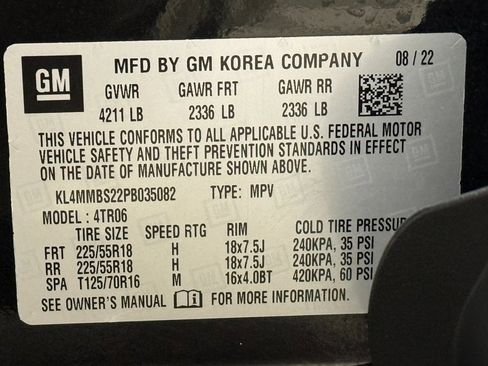 GM MFD BY GM KOREA COMPANY 08 / 22
GVWR GAWR FRT GAWR RR
4211 LB 2336 LB 2336 LB
THIS VEHICLE CONFORMS TO ALL APPLICABLE U.S. FEDERAL MOTOR
VEHICLE SAFETY AND THEFT PREVENTION STANDARDS IN EFFECT
ON THE DATE OF MANUFACTURE SHOWN ABOVE.
KL4MMBS22PB035082 TYPE: MPV
MODEL: 4TR06
TIRE SIZE SPEED RTG RIM COLD TIRE PRESSURE
FRT 225/55R18 H 18x7.5J 240KPA, 35 PSI
RR 225/55R18 H 18x7.5J 240KPA, 35 PSI
SPA T125/70R16 M 16x4.0BT 420KPA, 60 PSI
SEE OWNER'S MANUAL FOR MORE INFORMATION.